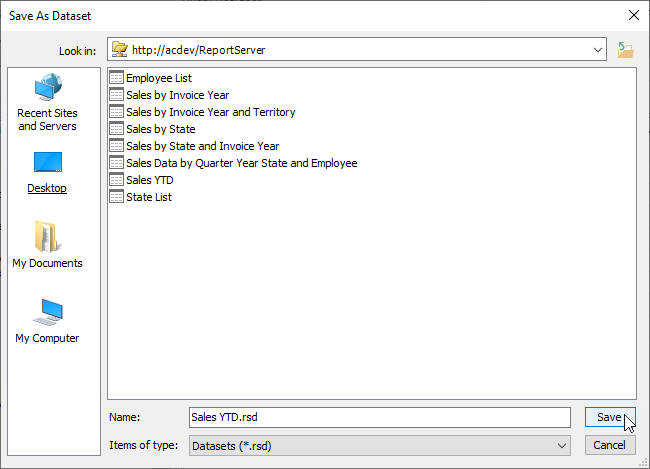 Save As Dataset
Look in: http://acdev/ReportServer
Recent Sites
and Servers
Desktop
My Documents
My Computer
Employee List
Sales by Invoice Year
Sales by Invoice Year and Territory
Sales by State
Sales by State and Invoice Year
Sales Data by Quarter Year State and Employee
Sales YTD
State List
Name: Sales YTD.rsd Save
Items of type: Datasets (*.rsd) Cancel